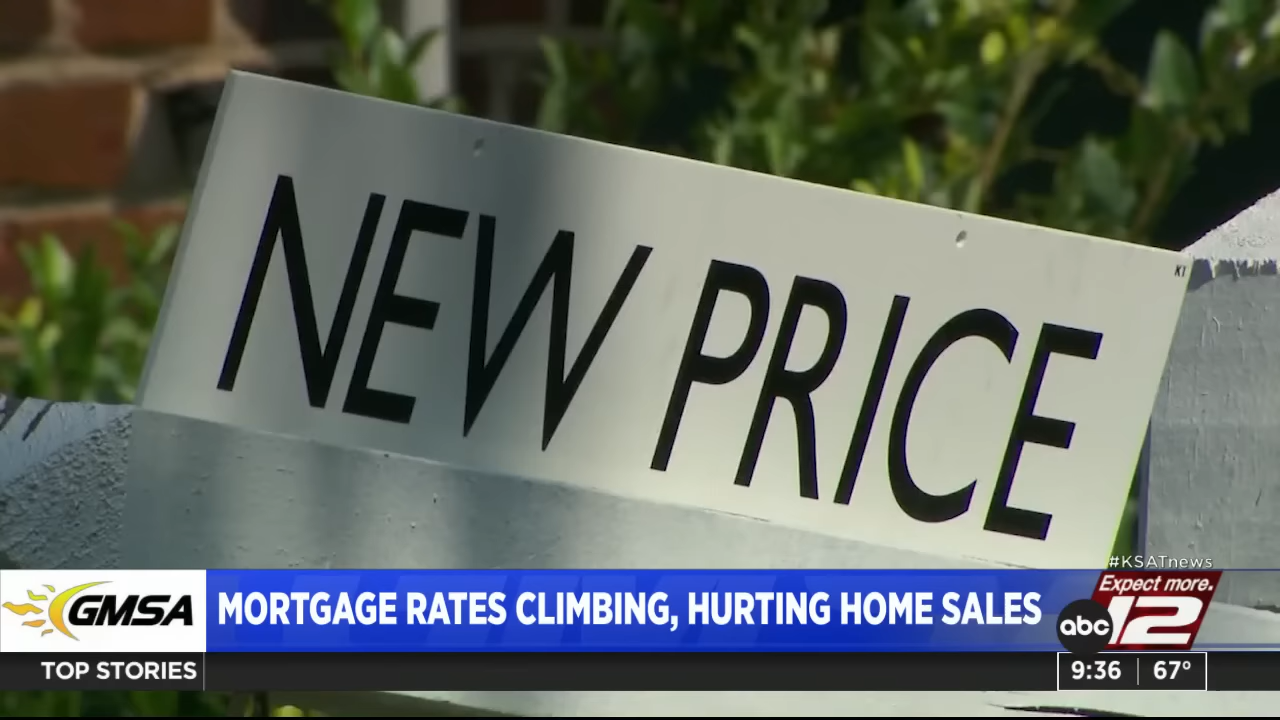 NEW PRICE
K1
#KSATnews
GMSA
MORTGAGE RATES CLIMBING, HURTING HOME SALES
Expect more.
abc 12
TOP STORIES
9:36 67°